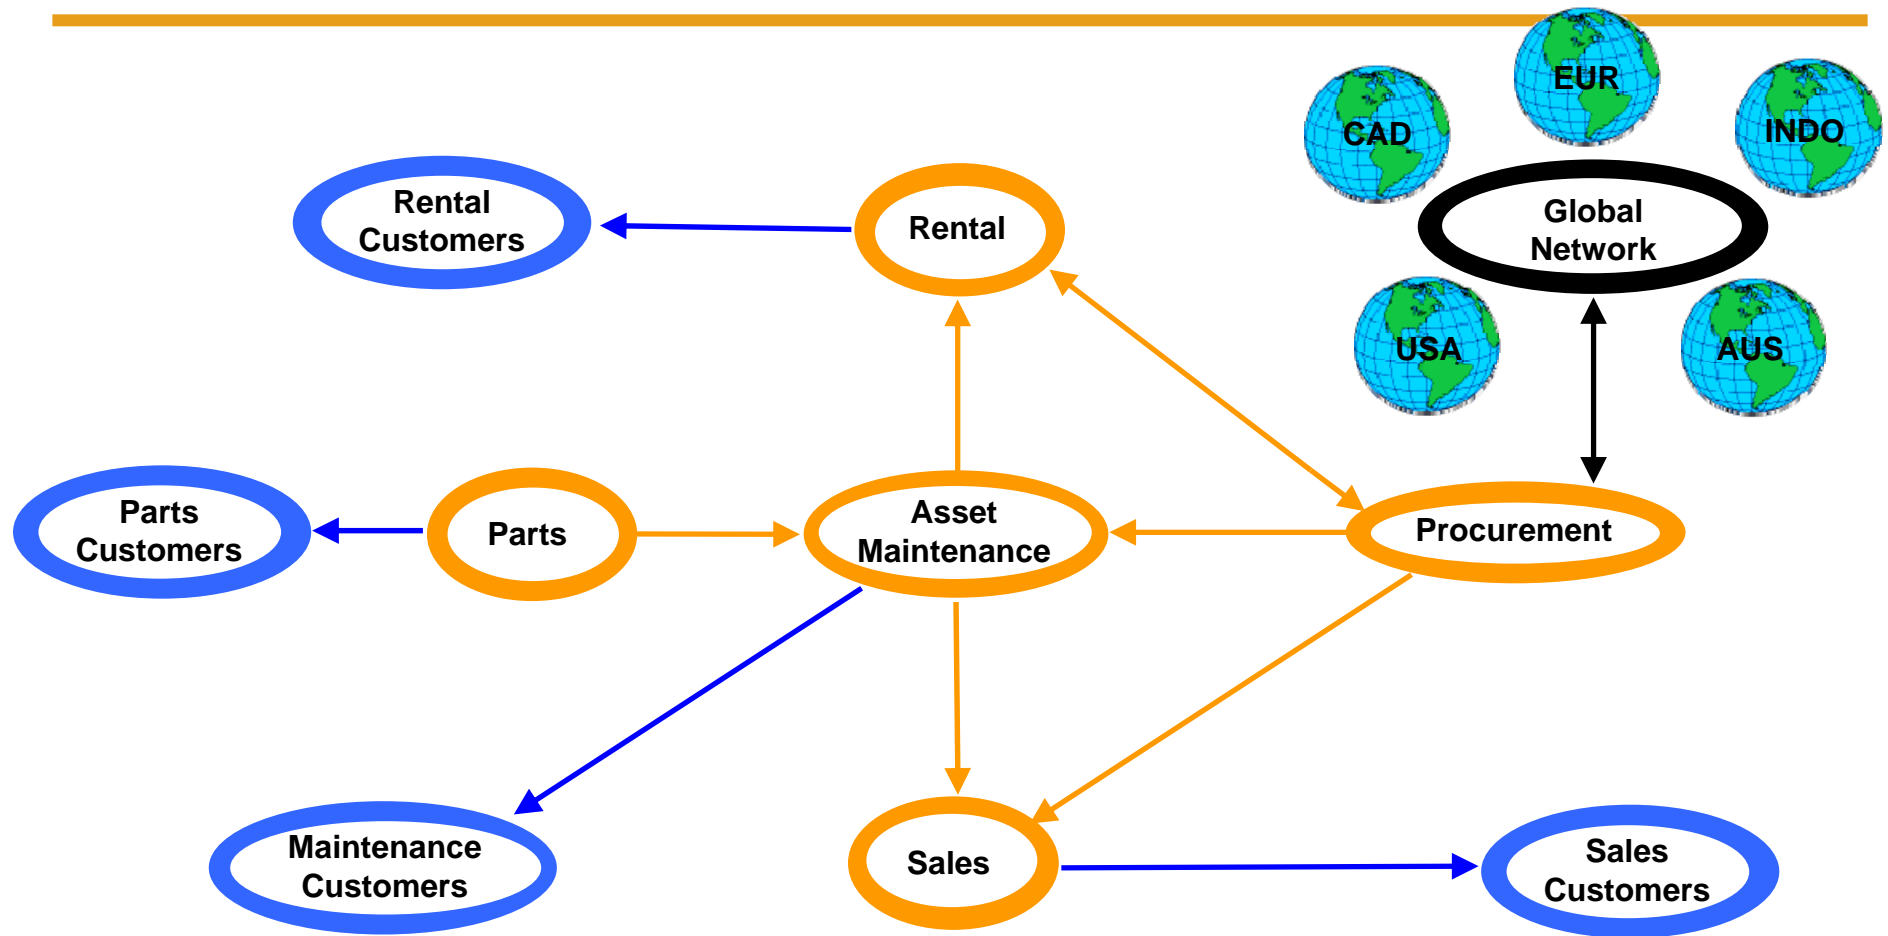 EUR
CAD
INDO
Rental
Customers
Rental
Global
Network
USA
AUS
Parts
Customers
Parts
Asset
Maintenance
Procurement
Maintenance
Customers
Sales
Sales
Customers